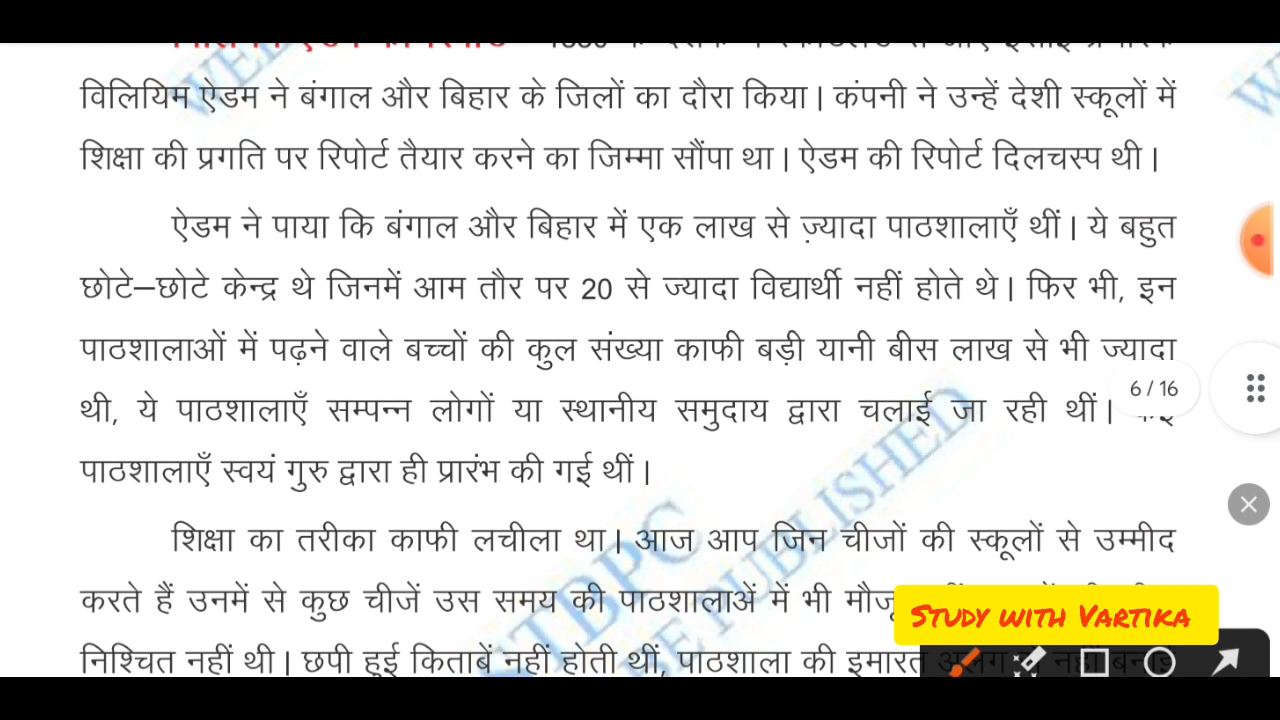 विलियिम ऐडम ने बंगाल और बिहार के जिलों का दौरा किया। कंपनी ने उन्हें देशी स्कूलों में
शिक्षा की प्रगति पर रिपोर्ट तैयार करने का जिम्मा सौंपा था। ऐडम की रिपोर्ट दिलचस्प थी।
ऐडम ने पाया कि बंगाल और बिहार में एक लाख से ज़्यादा पाठशालाएँ थीं। ये बहुत
छोटे–छोटे केन्द्र थे जिनमें आम तौर पर 20 से ज्यादा विद्यार्थी नहीं होते थे। फिर भी, इन
पाठशालाओं में पढ़ने वाले बच्चों की कुल संख्या काफी बड़ी यानी बीस लाख से भी ज्यादा
6 / 16
थी, ये पाठशालाएँ सम्पन्न लोगों या स्थानीय समुदाय द्वारा चलाई जा रही थीं।
पाठशालाएँ स्वयं गुरु द्वारा ही प्रारंभ की गई थीं।
शिक्षा का तरीका काफी लचीला था। आज आप जिन चीजों की स्कूलों से उम्मीद
करते हैं उनमें से कुछ चीजें उस समय की पाठशालाअें में भी
STUDY WITH VARTIKA
निश्चित नहीं थी। छपी हुई किताबें नहीं होती थीं, पाठशाला की इमारत
PUBLISHED